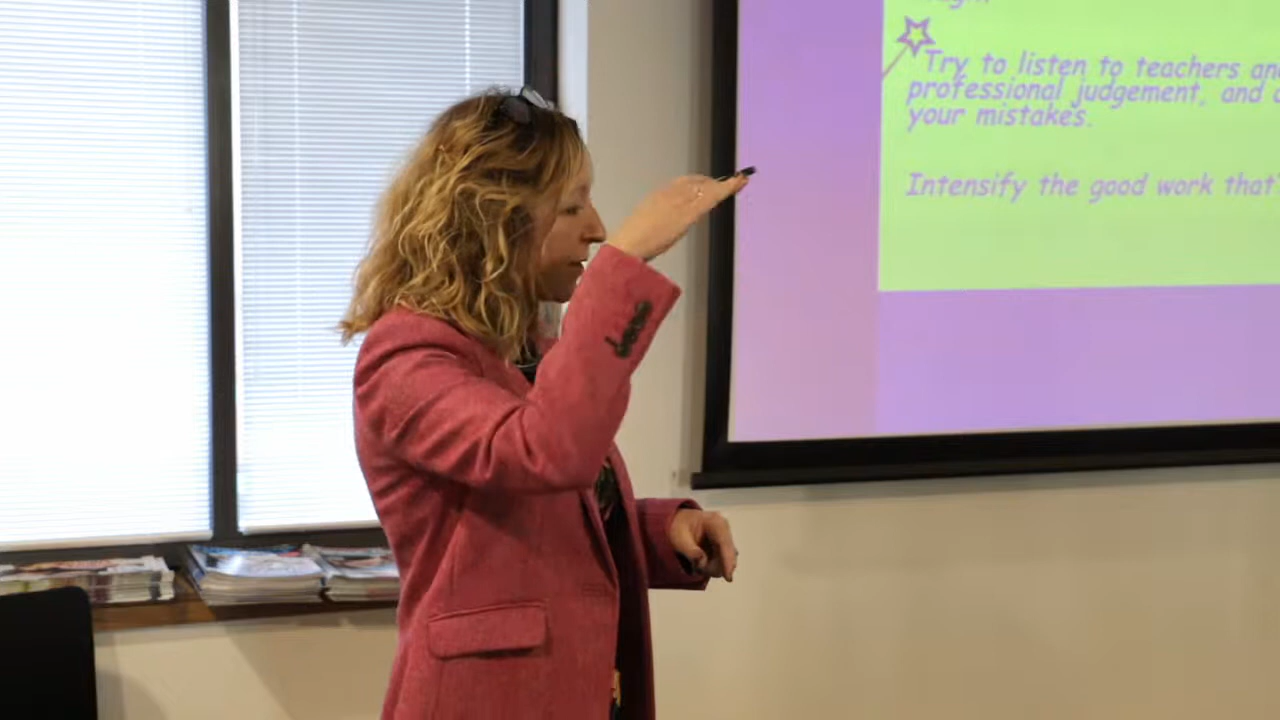 Try to listen to teachers and
professional judgement, and
your mistakes.
Intensify the good work that